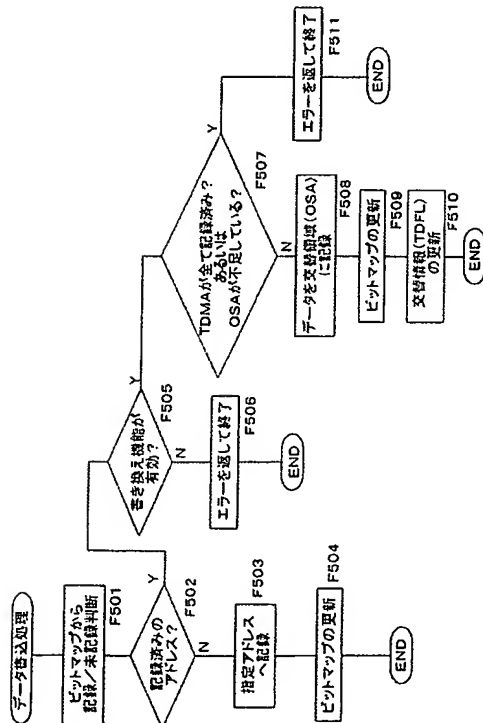 データ書込処理
ビットマップから
記録／未記録判断
F501
記録済みの
アドレス？
F502
Y
N
指定アドレス
へ記録
F503
ビットマップの更新
F504
END
書き換え機能が
有効？
F505
Y
N
エラーを返して終了
F506
END
TDMAが全て記録済み？
あるいは
OSAが不足している？
F507
Y
N
データを交替領域(OSA)
に記録
F508
ビットマップの更新
F509
交替情報(TDFL)
の更新
F510
END
エラーを返して終了
F511
END